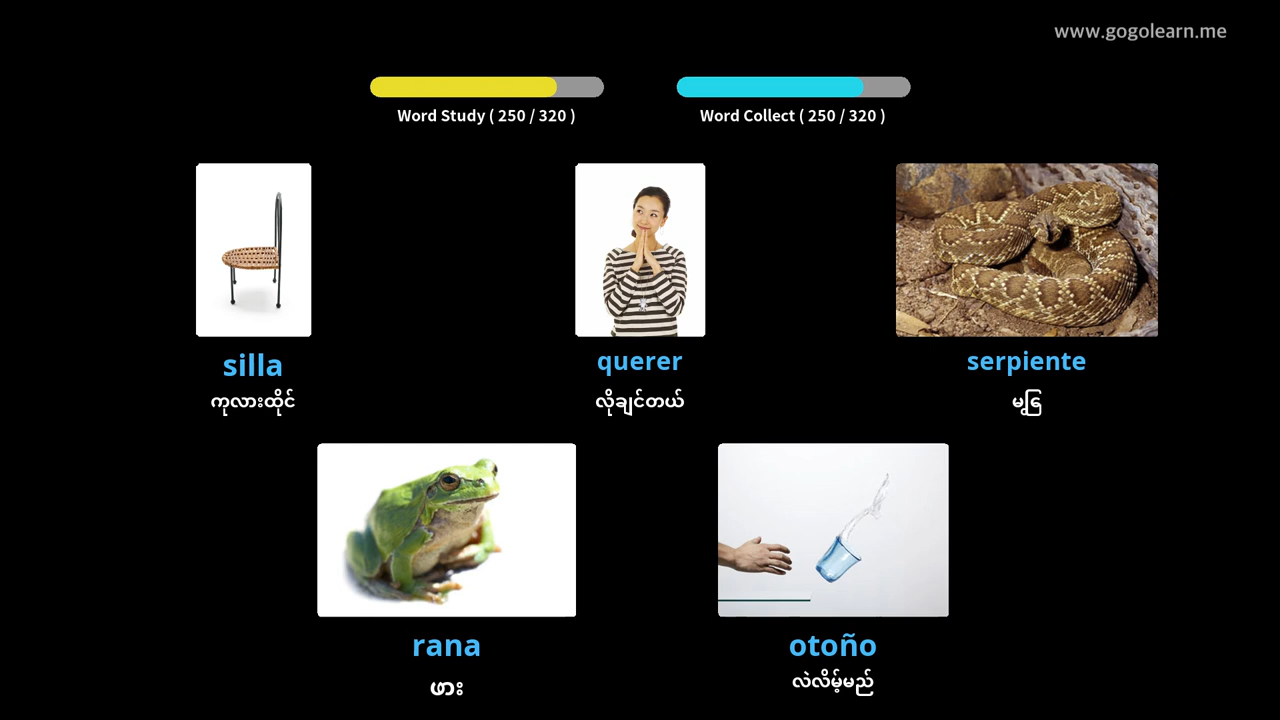 www.gogolearn.me
Word Study ( 250 / 320 )
Word Collect ( 250 / 320 )
silla
ကုလားထိုင်
querer
လိုချင်တယ်
serpiente
မြွေ
rana
ဖား
otoño
လဲလိမ့်မည်